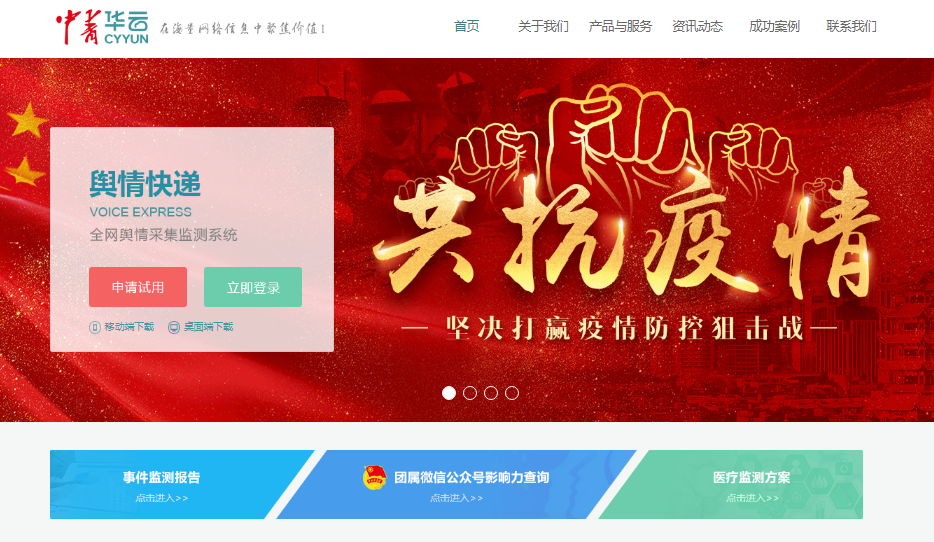 中青华云
CYYUN
在海量网络信息中聚焦价值!
首页 关于我们 产品与服务 资讯动态 成功案例 联系我们
舆情快递
VOICE EXPRESS
全网舆情采集监测系统
申请试用 立即登录
移动端下载 桌面端下载
共抗疫情
— 坚决打赢疫情防控狙击战 —
事件监测报告
点击进入>>
团属微信公众号影响力查询
点击进入>>
医疗监测方案
点击进入>>